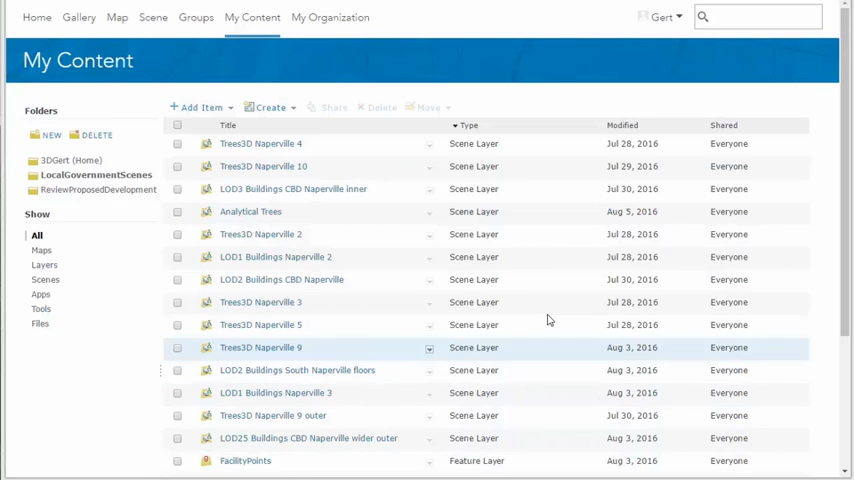 Home Gallery Map Scene Groups My Content My Organization Gert
My Content
Folders
NEW DELETE
3DGert (Home)
LocalGovernmentScenes
ReviewProposedDevelopment
Show
All
Maps
Layers
Scenes
Apps
Tools
Files
Add Item Create Share Delete Move
Title Type Modified Shared
Trees3D Naperville 4 Scene Layer Jul 28, 2016 Everyone
Trees3D Naperville 10 Scene Layer Jul 29, 2016 Everyone
LOD3 Buildings CBD Naperville inner Scene Layer Jul 30, 2016 Everyone
Analytical Trees Scene Layer Aug 5, 2016 Everyone
Trees3D Naperville 2 Scene Layer Jul 28, 2016 Everyone
LOD1 Buildings Naperville 2 Scene Layer Jul 28, 2016 Everyone
LOD2 Buildings CBD Naperville Scene Layer Jul 30, 2016 Everyone
Trees3D Naperville 3 Scene Layer Jul 28, 2016 Everyone
Trees3D Naperville 5 Scene Layer Jul 28, 2016 Everyone
Trees3D Naperville 9 Scene Layer Aug 3, 2016 Everyone
LOD2 Buildings South Naperville floors Scene Layer Aug 3, 2016 Everyone
LOD1 Buildings Naperville 3 Scene Layer Aug 3, 2016 Everyone
Trees3D Naperville 9 outer Scene Layer Jul 30, 2016 Everyone
LOD25 Buildings CBD Naperville wider outer Scene Layer Aug 3, 2016 Everyone
FacilityPoints Feature Layer Aug 3, 2016 Everyone